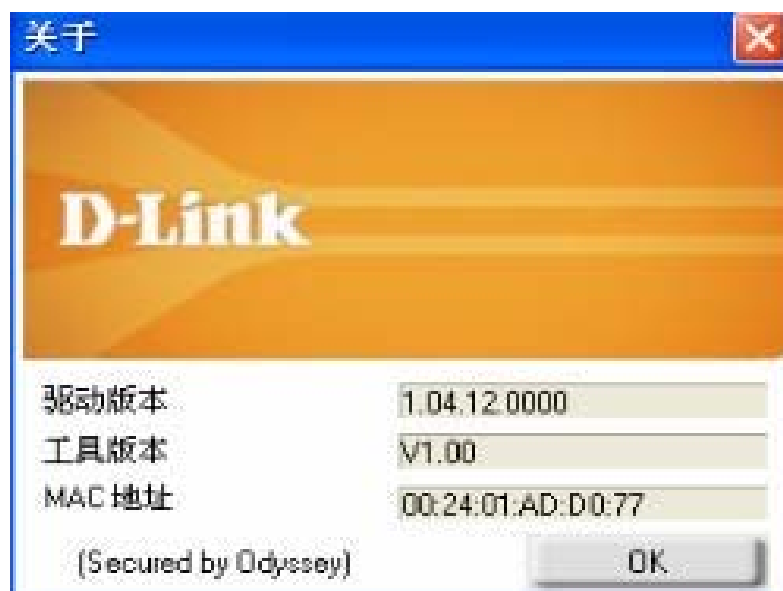 关于
D-Link
驱动版本 1.04.12.0000
工具版本 V1.00
MAC 地址 00:24:01:AD:D0:77
(Secured by Odyssey) OK